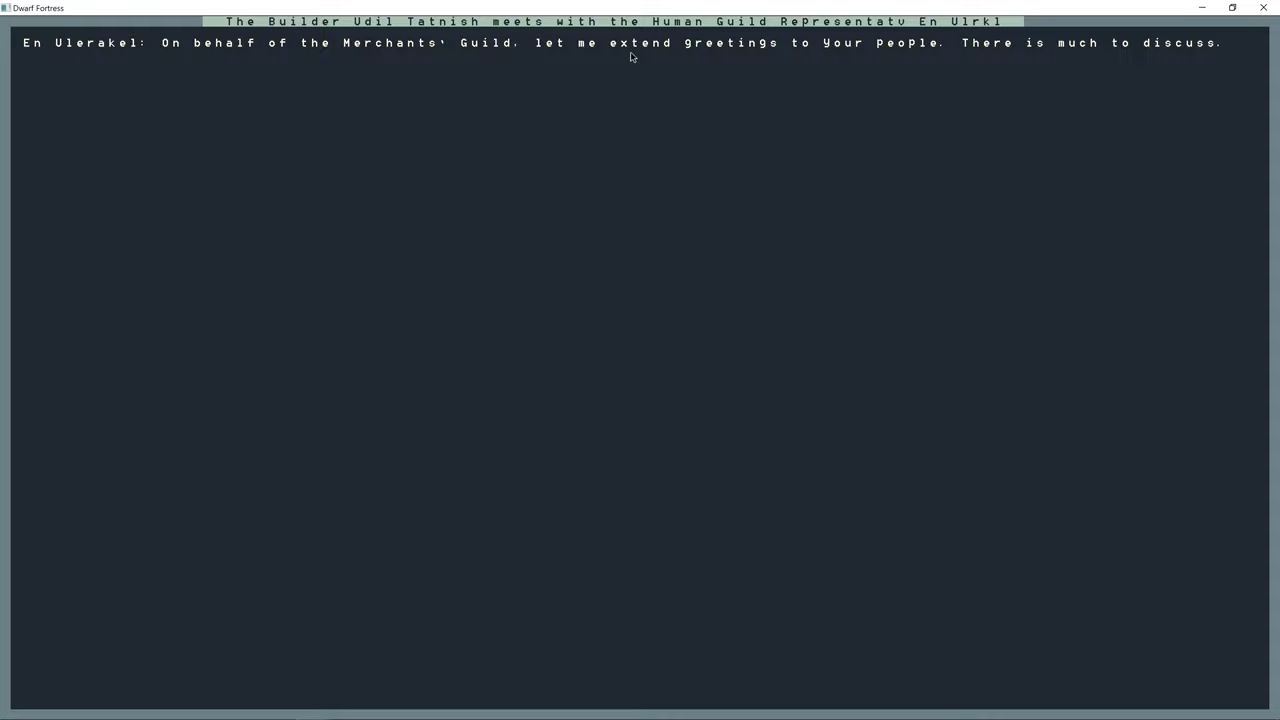 Dwarf Fortress
The Builder Udil Tatnish meets with the Human Guild Representatv En Ulrkl
En Ulerakel: On behalf of the Merchants' Guild, let me extend greetings to your people. There is much to discuss.